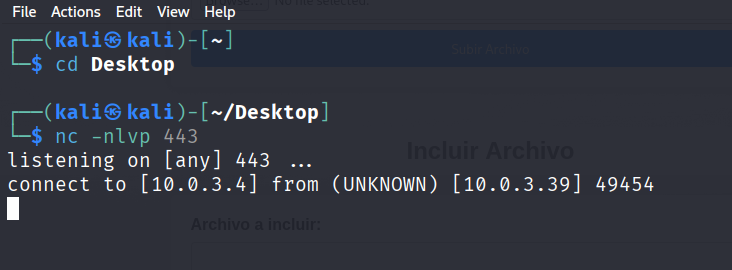 Browse... No file selected.
File Actions Edit View Help
┌──(kali㉿kali)-[~]
└─$ cd Desktop
Subir Archivo
┌──(kali㉿kali)-[~/Desktop]
└─$ nc -nlvp 443
listening on [any] 443 ...
Incluir Archivo
connect to [10.0.3.4] from (UNKNOWN) [10.0.3.39] 49454
Archivo a incluir: